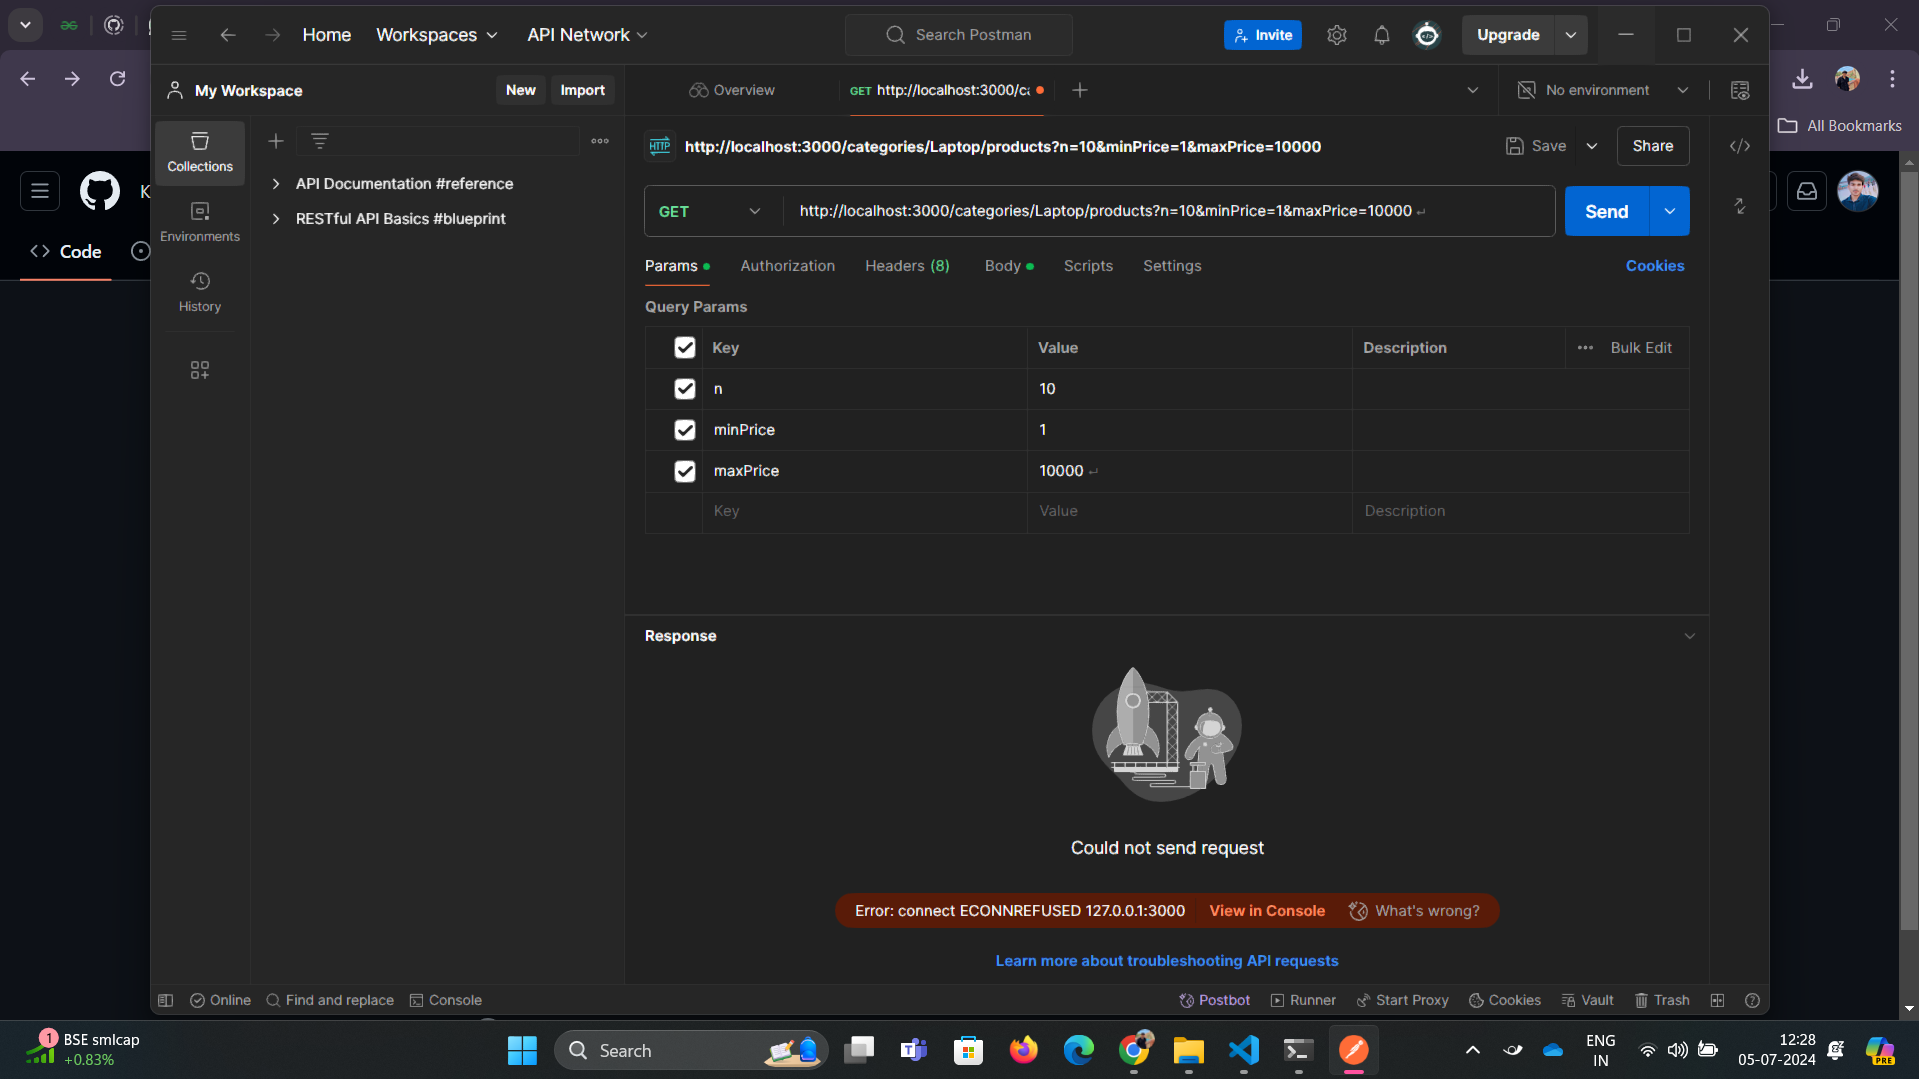 Home
Workspaces
API Network
Search Postman
Invite
Upgrade
My Workspace
New
Import
Overview
GET http://localhost:3000/ca
No environment
All Bookmarks
Collections
Environments
History
API Documentation #reference
RESTful API Basics #blueprint
K
Code
HTTP
http://localhost:3000/categories/Laptop/products?n=10&minPrice=1&maxPrice=10000
Save
Share
GET
http://localhost:3000/categories/Laptop/products?n=10&minPrice=1&maxPrice=10000
Send
Params
Authorization
Headers (8)
Body
Scripts
Settings
Cookies
Query Params
Key
Value
Description
Bulk Edit
n
10
minPrice
1
maxPrice
10000
Key
Value
Description
Response
Could not send request
Error: connect ECONNREFUSED 127.0.0.1:3000
View in Console
What's wrong?
Learn more about troubleshooting API requests
Online
Find and replace
Console
Postbot
Runner
Start Proxy
Cookies
Vault
Trash
1
BSE smlcap
+0.83%
Search
ENG
IN
12:28
05-07-2024
PRE